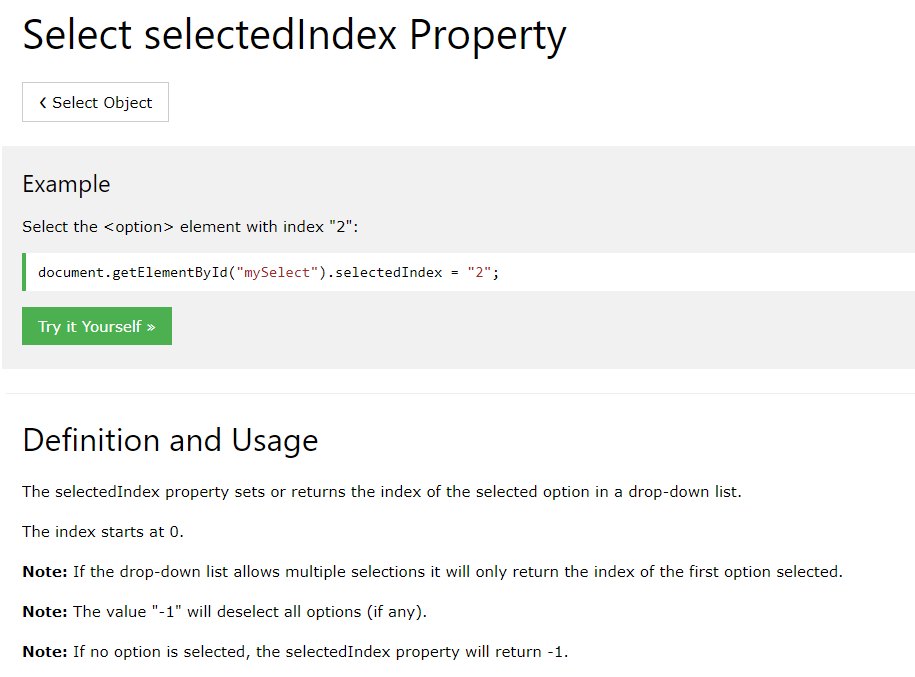 Select selectedIndex Property
❮ Select Object
Example
Select the <option> element with index "2":
document.getElementById("mySelect").selectedIndex = "2";
Try it Yourself »
Definition and Usage
The selectedIndex property sets or returns the index of the selected option in a drop-down list.
The index starts at 0.
Note: If the drop-down list allows multiple selections it will only return the index of the first option selected.
Note: The value "-1" will deselect all options (if any).
Note: If no option is selected, the selectedIndex property will return -1.